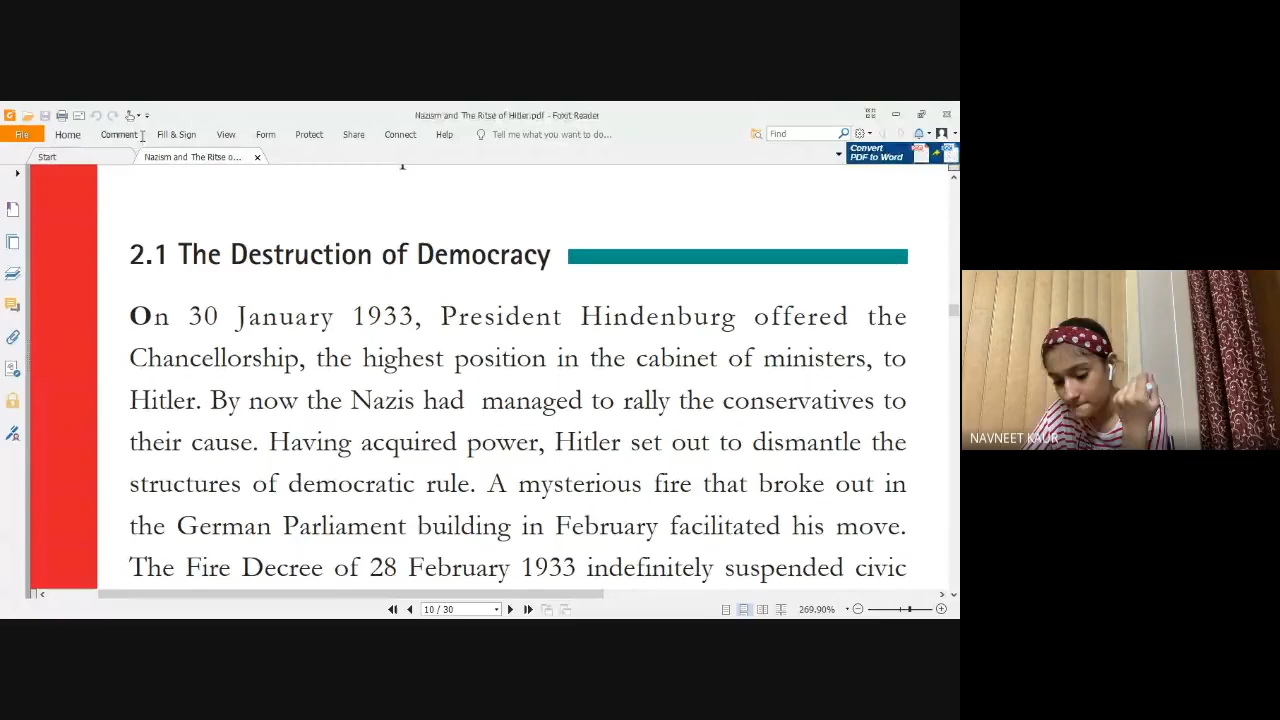 Nazism and The Ritse of Hitler.pdf - Foxit Reader
File Home Comment Fill & Sign View Form Protect Share Connect Help Tell me what you want to do... Find
Start Nazism and The Ritse o... Convert
PDF to Word
2.1 The Destruction of Democracy
On 30 January 1933, President Hindenburg offered the
Chancellorship, the highest position in the cabinet of ministers, to
Hitler. By now the Nazis had managed to rally the conservatives to
their cause. Having acquired power, Hitler set out to dismantle the
structures of democratic rule. A mysterious fire that broke out in
the German Parliament building in February facilitated his move.
The Fire Decree of 28 February 1933 indefinitely suspended civic
10 / 30 269.90%
NAVNEET KAUR